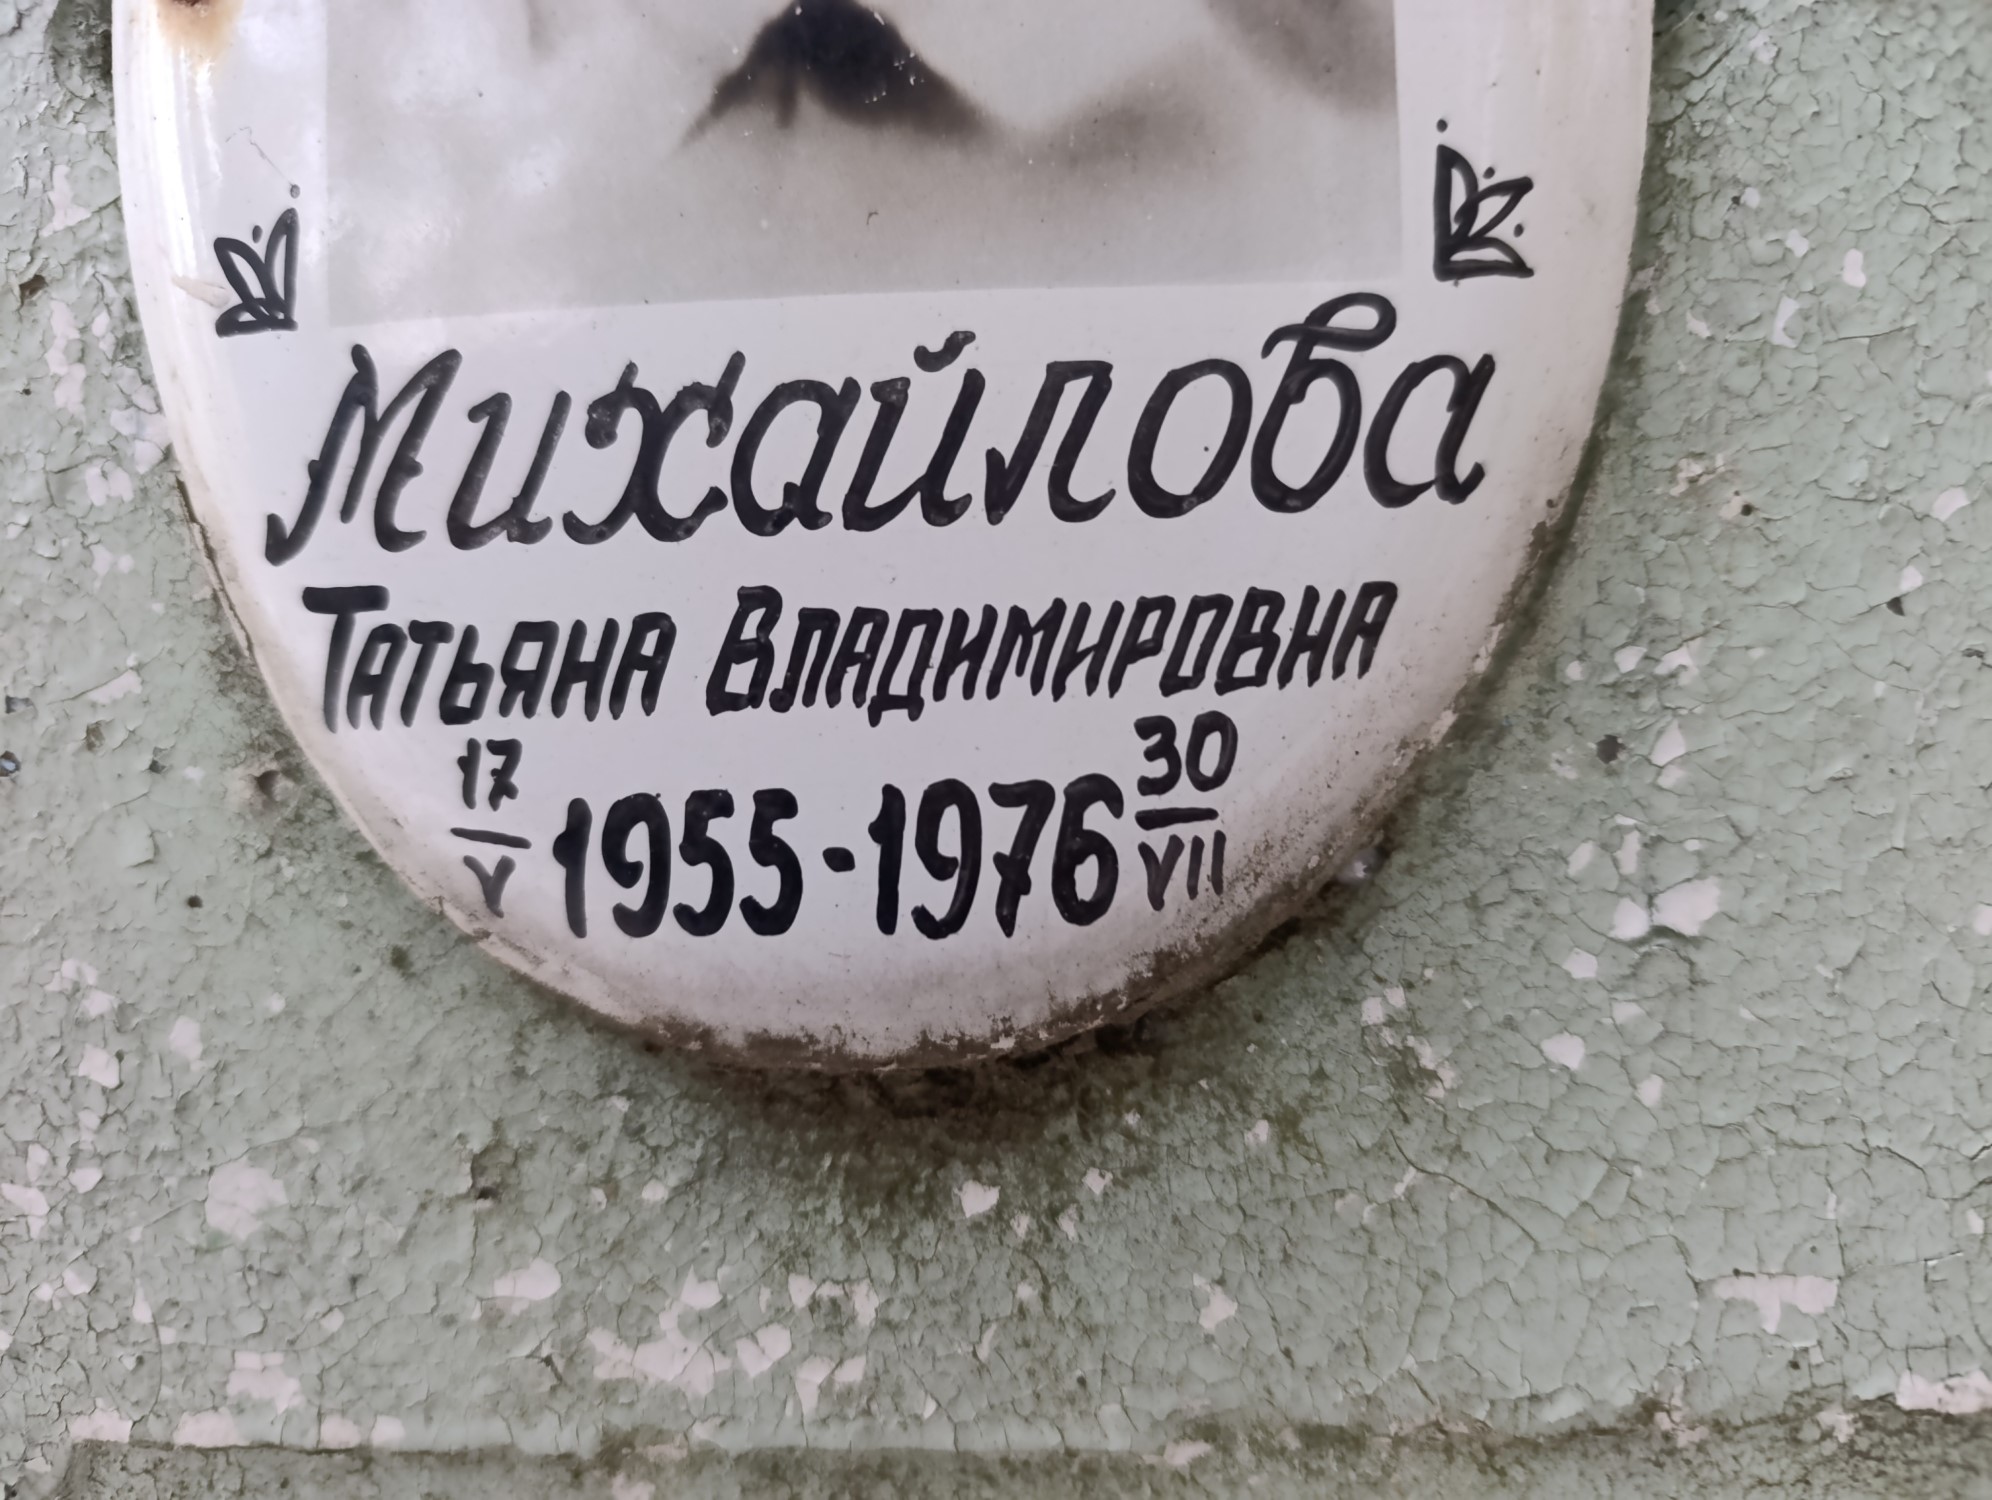 Михайлова
Татьяна Владимировна
17/V 1955-1976 30/VII